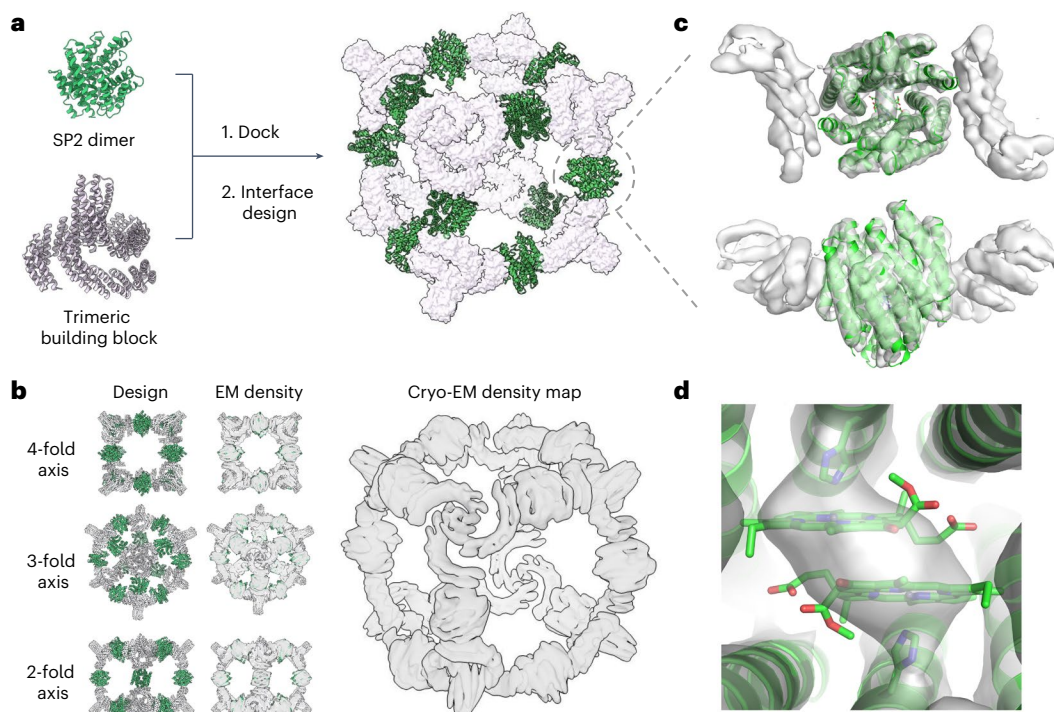 a
SP2 dimer
Trimeric
building block
1. Dock
2. Interface
design
c
b
Design
EM density
4-fold
axis
3-fold
axis
2-fold
axis
Cryo-EM density map
d